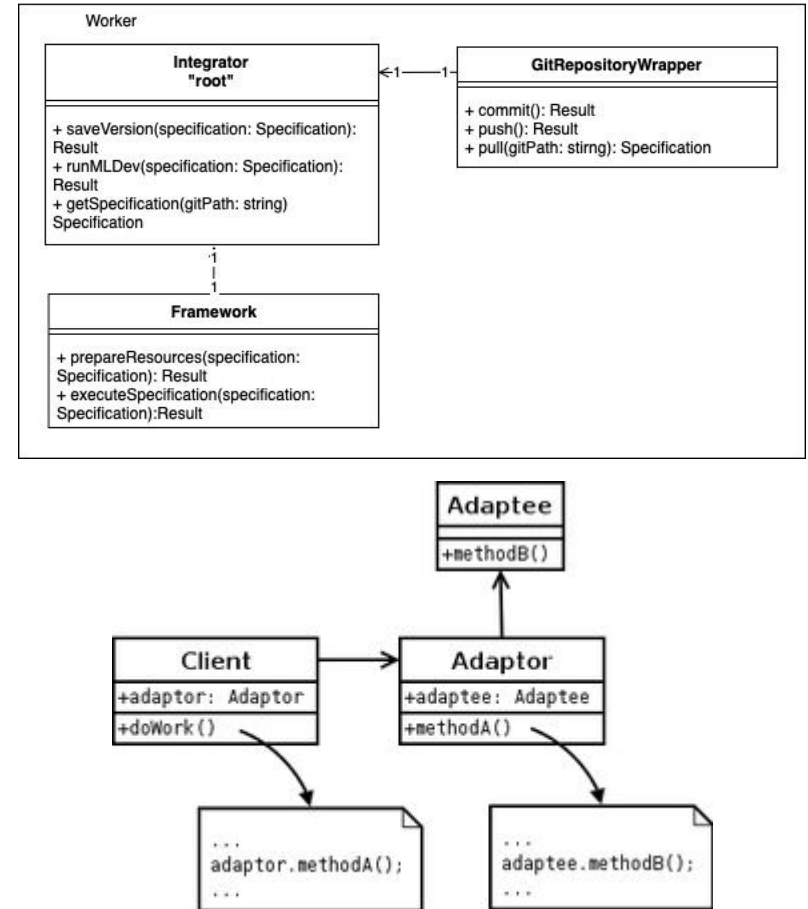 Worker
Integrator
"root"
+ saveVersion(specification: Specification):
Result
+ runMLDev(specification: Specification):
Result
+ getSpecification(gitPath: string)
Specification
1
1
GitRepositoryWrapper
+ commit(): Result
+ push(): Result
+ pull(gitPath: stirng): Specification
1
1
Framework
+ prepareResources(specification:
Specification): Result
+ executeSpecification(specification:
Specification):Result
Adaptee
+methodB()
Client
+adaptor: Adaptor
+doWork()
Adaptor
+adaptee: Adaptee
+methodA()
...
adaptor.methodA();
...
...
adaptee.methodB();
...